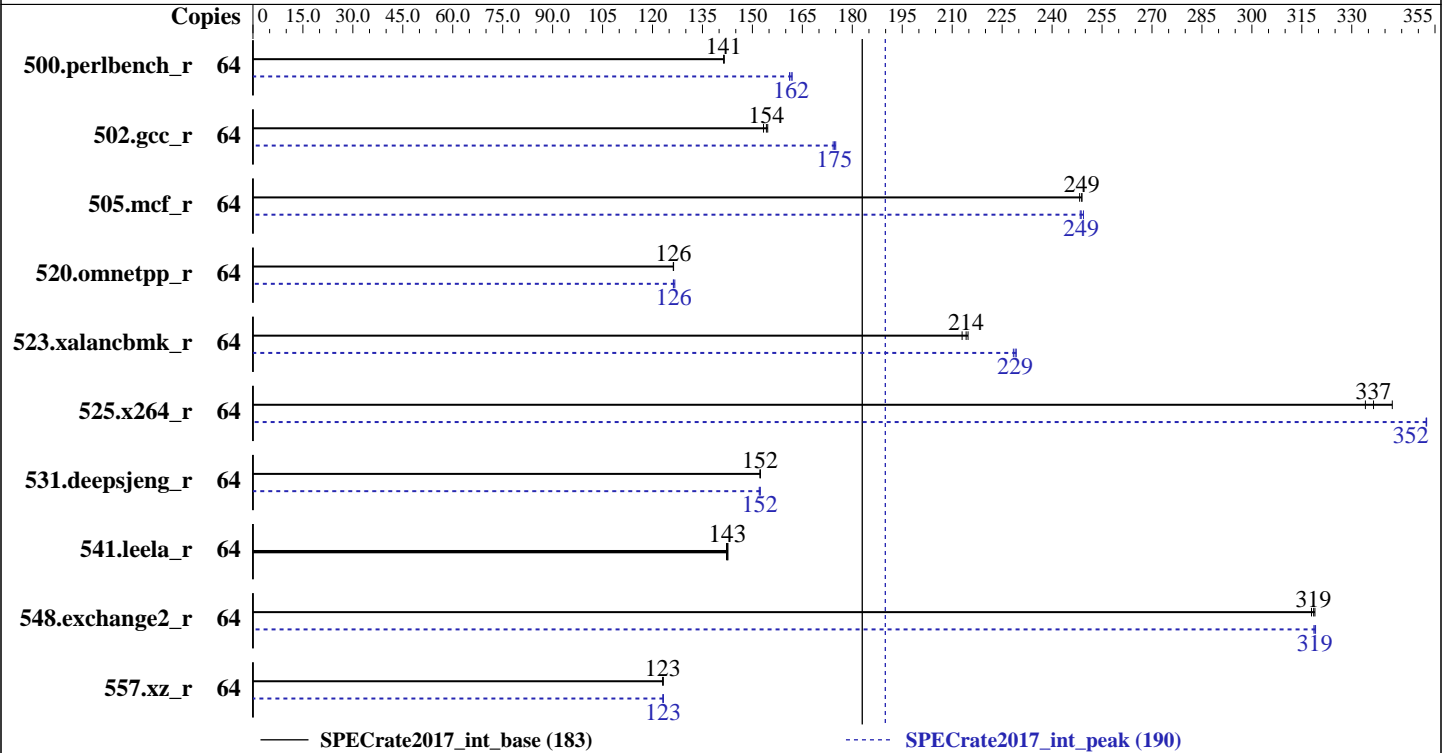 Copies 0 15.0 30.0 45.0 60.0 75.0 90.0 105 120 135 150 165 180 195 210 225 240 255 270 285 300 315 330 355
141
500.perlbench_r 64
162
154
502.gcc_r 64
175
249
505.mcf_r 64
249
126
520.omnetpp_r 64
126
214
523.xalancbmk_r 64
229
337
525.x264_r 64
352
152
531.deepsjeng_r 64
152
143
541.leela_r 64
319
548.exchange2_r 64
319
123
557.xz_r 64
123
SPECrate2017_int_base (183) SPECrate2017_int_peak (190)